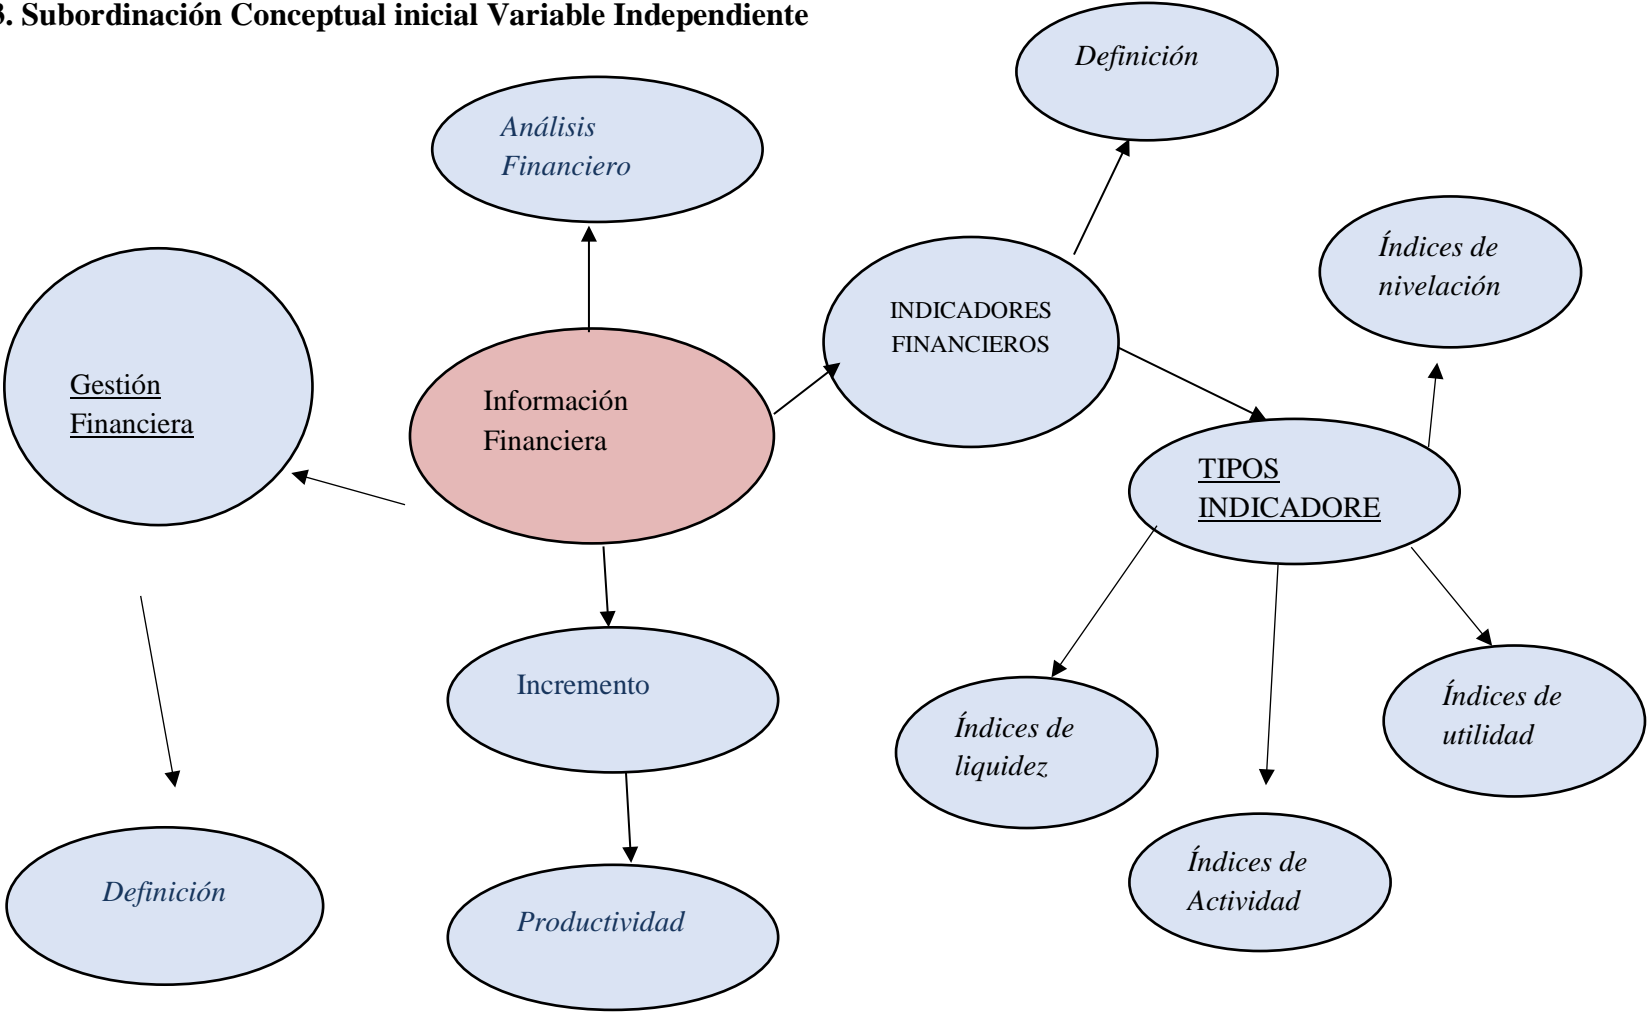 3. Subordinación Conceptual inicial Variable Independiente
Definición
Análisis
Financiero
Índices de
nivelación
INDICADORES
FINANCIEROS
Gestión
Financiera
Información
Financiera
TIPOS
INDICADORE
Incremento
Índices de
liquidez
Índices de
utilidad
Índices de
Actividad
Definición
Productividad